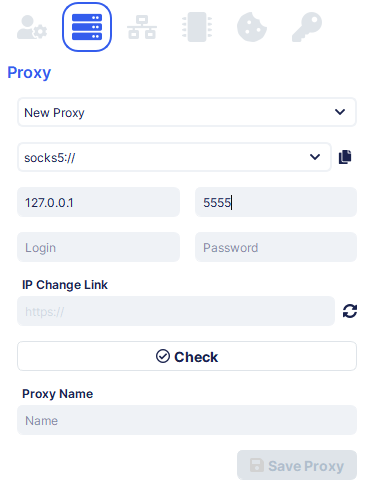 Proxy
New Proxy
socks5://
127.0.0.1 5555
Login Password
IP Change Link
https://
Check
Proxy Name
Name
Save Proxy